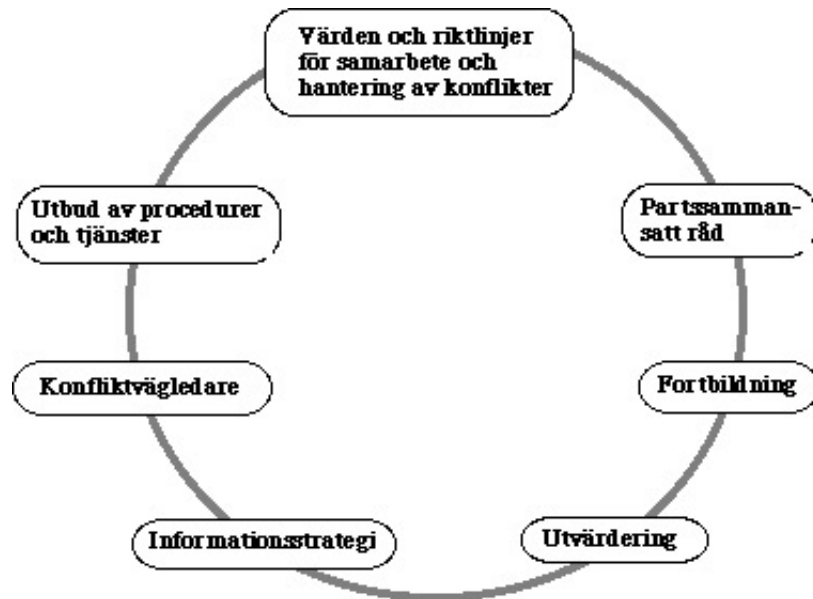 Värden och riktlinjer
för samarbete och
hantering av konflikter
Utbud av procedurer
och tjänster
Partssamman-
satt råd
Konfliktvägledare
Fortbildning
Informationsstrategi
Utvärdering